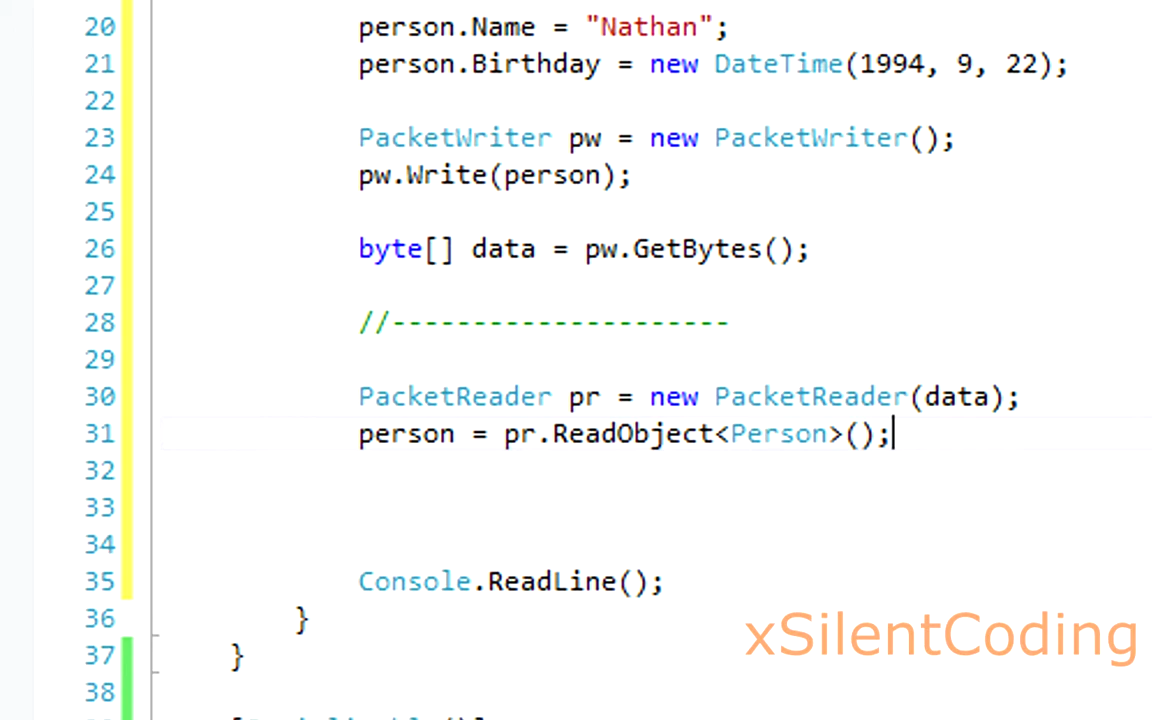 20 person.Name = "Nathan";
21 person.Birthday = new DateTime(1994, 9, 22);
22
23 PacketWriter pw = new PacketWriter();
24 pw.Write(person);
25
26 byte[] data = pw.GetBytes();
27
28 //---------------------
29
30 PacketReader pr = new PacketReader(data);
31 person = pr.ReadObject<Person>();
32
33
34
35 Console.ReadLine();
36 }
37 }
38
xSilentCoding